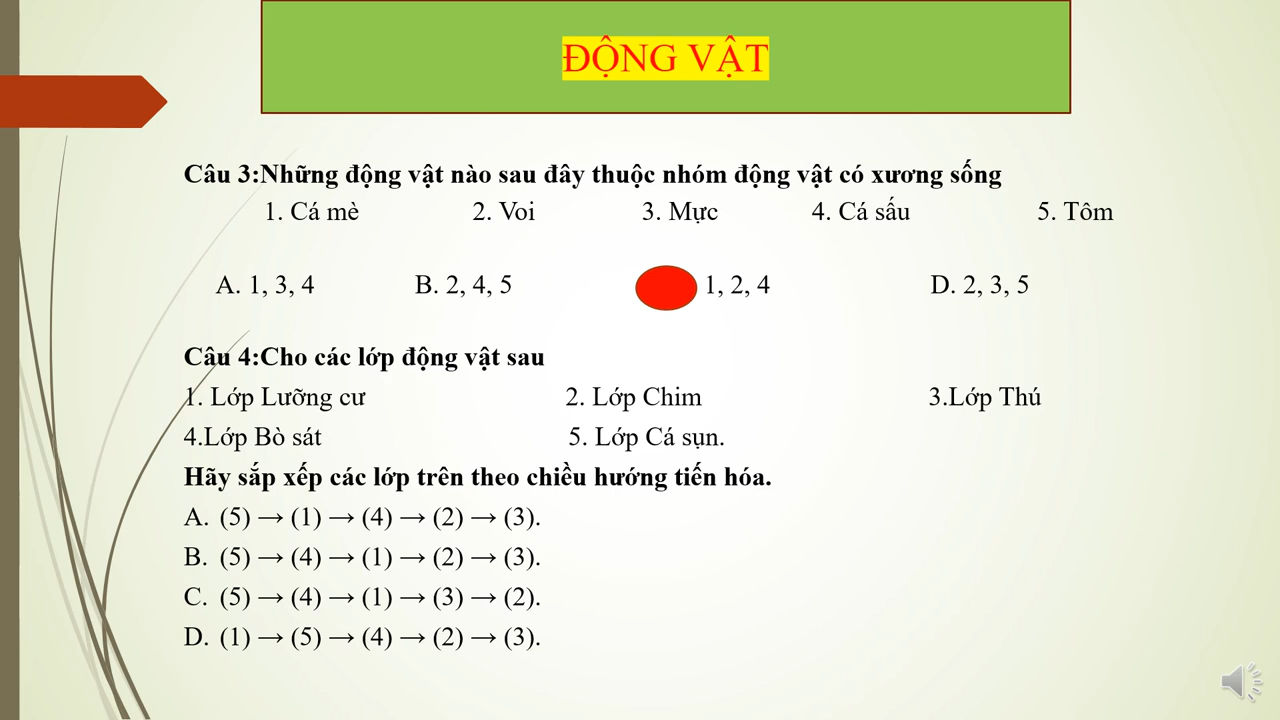 ĐỘNG VẬT
Câu 3:Những động vật nào sau đây thuộc nhóm động vật có xương sống
1. Cá mè 2. Voi 3. Mực 4. Cá sấu 5. Tôm
A. 1, 3, 4 B. 2, 4, 5 1, 2, 4 D. 2, 3, 5
Câu 4:Cho các lớp động vật sau
1. Lớp Lưỡng cư 2. Lớp Chim 3.Lớp Thú
4.Lớp Bò sát 5. Lớp Cá sụn.
Hãy sắp xếp các lớp trên theo chiều hướng tiến hóa.
A. (5) → (1) → (4) → (2) → (3).
B. (5) → (4) → (1) → (2) → (3).
C. (5) → (4) → (1) → (3) → (2).
D. (1) → (5) → (4) → (2) → (3).